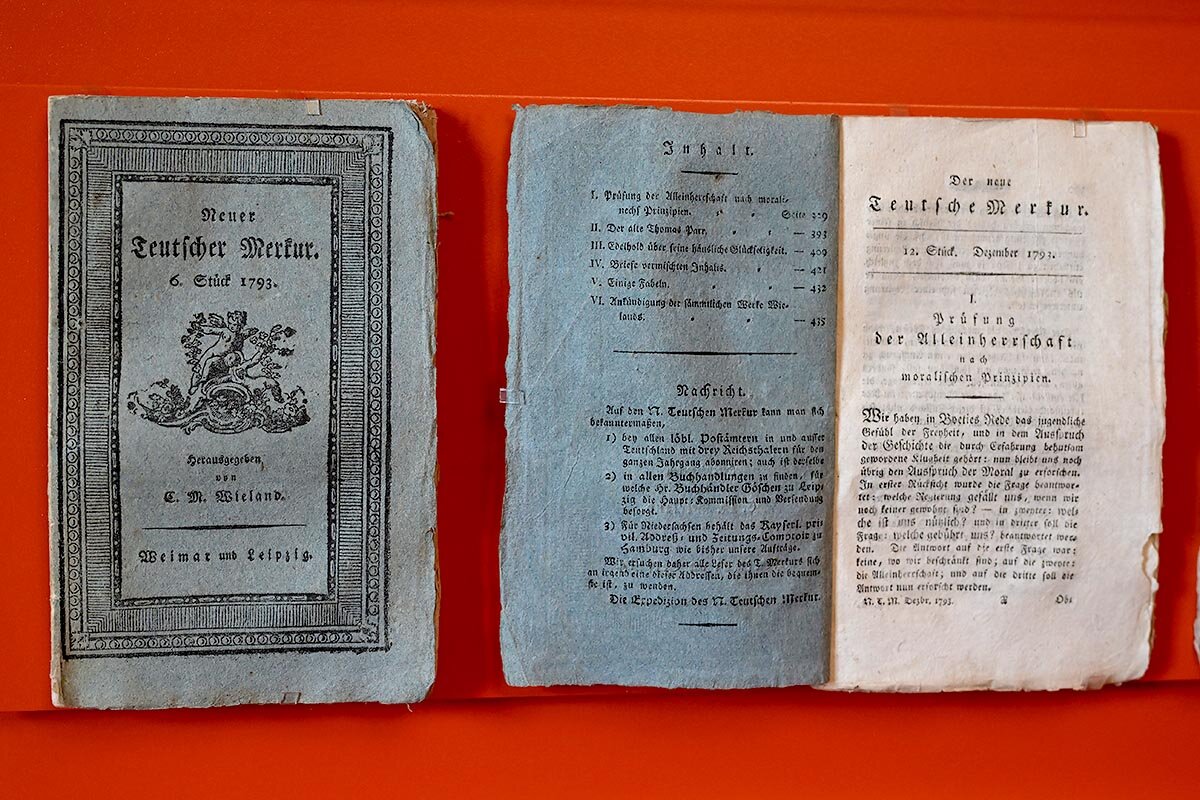 Neuer
Teutscher Merkur.
6. Stück 1793.
Herausgegeben
von
C. M. Wieland.
Weimar und Leipzig.
Inhalt.
I. Prüfung der Alleinherrschaft nach morali-
nechs Prinzipien. Seite 329
II. Der alte Thomas Parr, — 393
III. Edelhold über seine häusliche Glückseligkeit. — 409
IV. Briefe vermischten Inhalts. — 421
V. Einige Fabeln. — 432
VI. Ankündigung der sämmtlichen Werke Wie-
lands. — 435
Nachricht.
Auf den N. Teutschen Merkur kann man sich
bekanntermaßen,
1) bey allen löbl. Postämtern in und ausser
Teutschland mit drey Reichsthalern für den
ganzen Jahrgang abonniren; auch ist derselbe
2) in allen Buchhandlungen zu finden, für
welche Hr. Buchhändler Göschen zu Leip-
zig die Haupt-Kommission und Versendung
besorgt.
3) Für Niedersachsen behält das Kayserl. pri-
vil. Addreß- und Zeitungs-Comptoir zu
Hamburg wie bisher unsere Aufträge.
Wir ersuchen daher alle Leser des T. Merkurs sich
an irgend eine dieser Addressen, die ihnen die bequem-
ste ist, zu wenden.
Die Expedizion des N. Teutschen Merkur.
Der neue
Teutsche Merkur.
12. Stück. Dezember 1793.
I.
Prüfung
der Alleinherrschaft
nach
moralischen Prinzipien.
Wir haben in Boeties Rede das jugendliche
Gefühl der Freyheit, und in dem Ausspruch
der Geschichte die durch Erfahrung behutsam
gewordene Klugheit gehört: nun bleibt uns noch
übrig den Ausspruch der Moral zu erforschen.
In erster Rücksicht wurde die Frage beantwor-
tet: welche Regierung gefällt uns, wenn wir
noch keiner gewohnt sind? — in zweyter: wel-
che ist uns nützlich? und in dritter soll die
Frage: welche gebührt uns? beantwortet wer-
den. Die Antwort auf die erste Frage war:
keine, wo wir beschränkt sind; auf die zweyte:
die Alleinherrschaft; und auf die dritte soll die
Antwort nun erforscht werden.
N. T. M. Dezbr. 1793. Obs